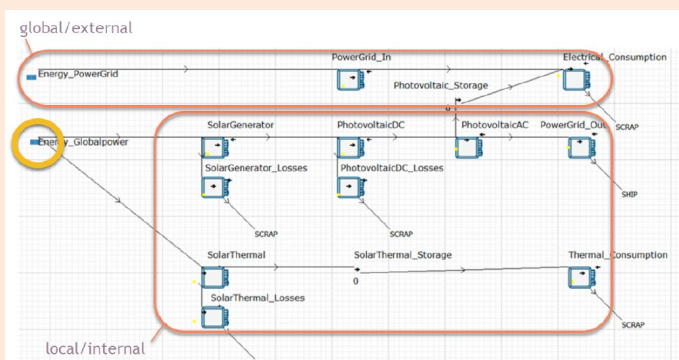 global/external
PowerGrid_In
Electrical_Consumption
Energy_PowerGrid
Photovoltaic_Storage
0
SCRAP
SolarGenerator
PhotovoltaicDC
PhotovoltaicAC
PowerGrid_Out
Energy_Globalpower
SolarGenerator_Losses
PhotovoltaicDC_Losses
SHIP
SCRAP
SCRAP
SolarThermal
SolarThermal_Storage
Thermal_Consumption
0
SolarThermal_Losses
SCRAP
local/internal